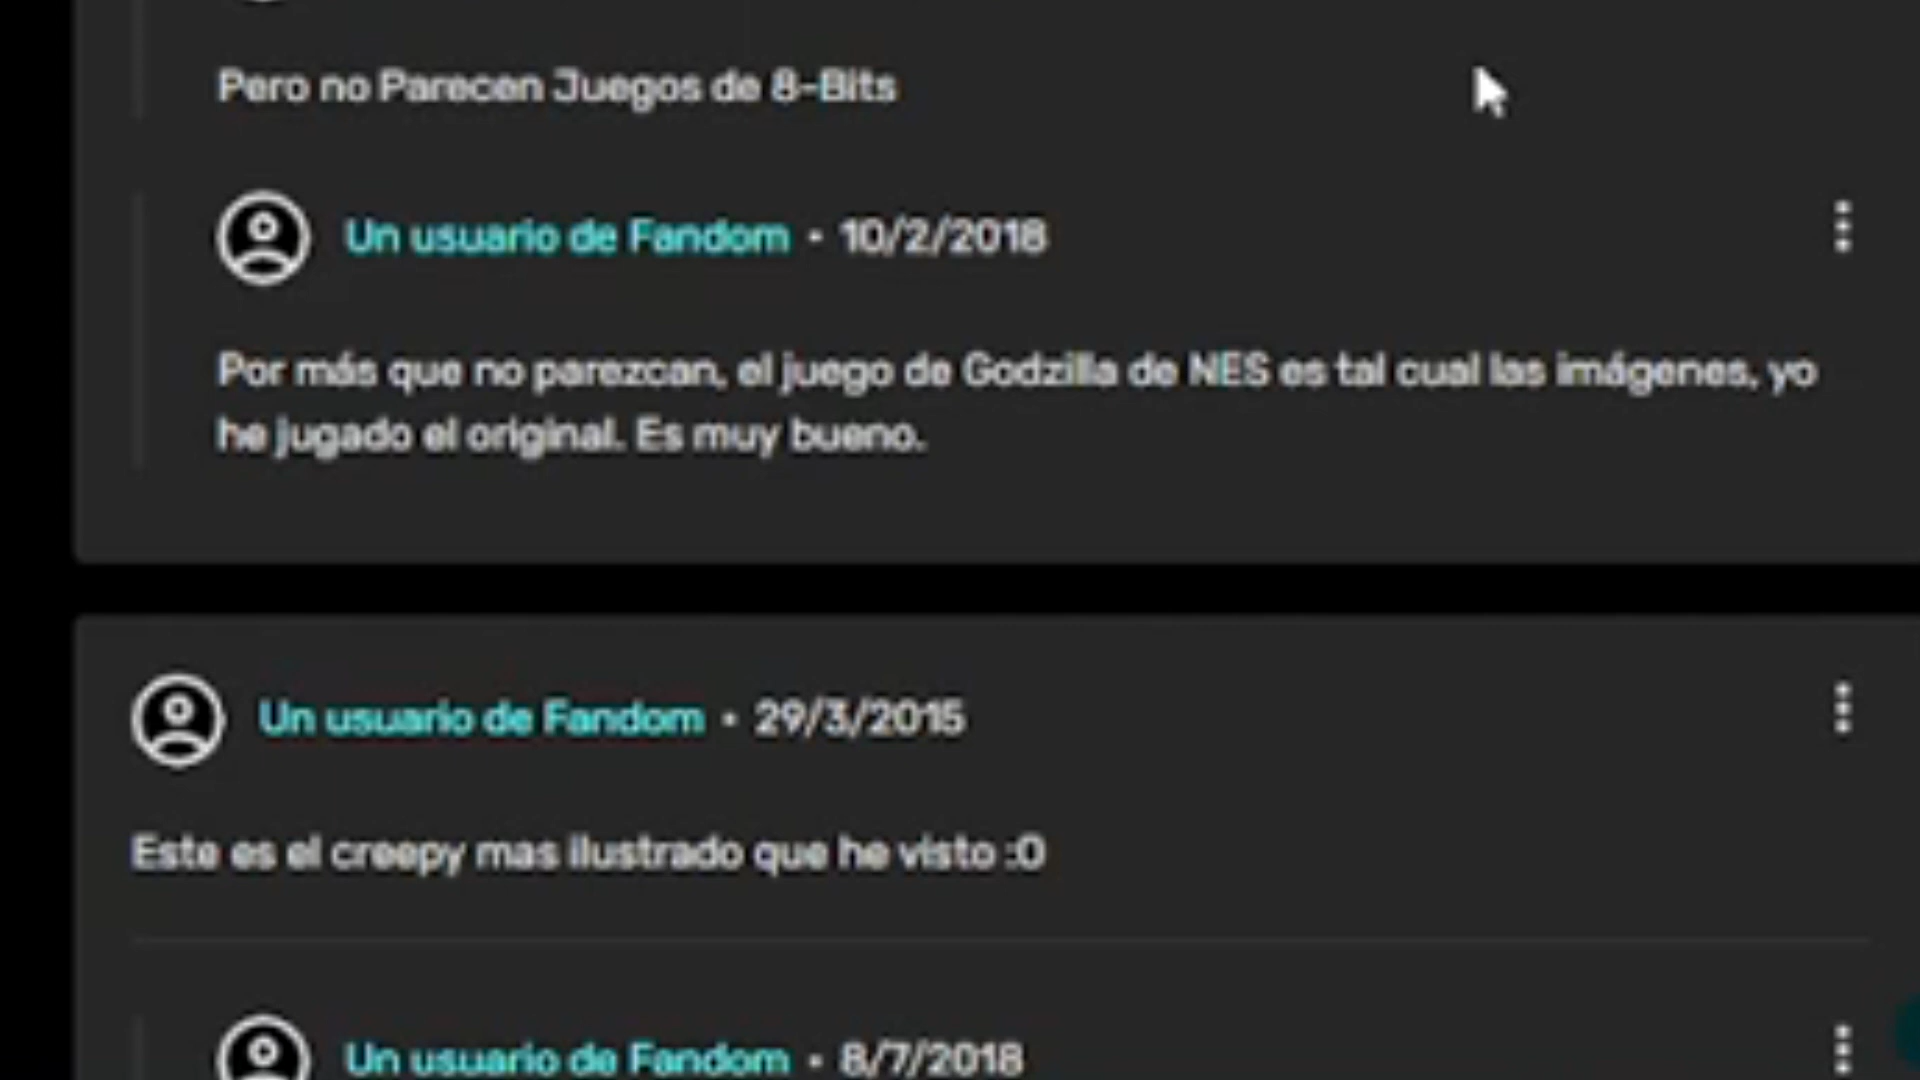 Pero no Parecen Juegos de 8-Bits
Un usuario de Fandom • 10/2/2018
Por más que no parezcan, el juego de Godzilla de NES es tal cual las imágenes, yo
he jugado el original. Es muy bueno.
Un usuario de Fandom • 29/3/2015
Este es el creepy mas ilustrado que he visto :0
Un usuario de Fandom • 8/7/2018